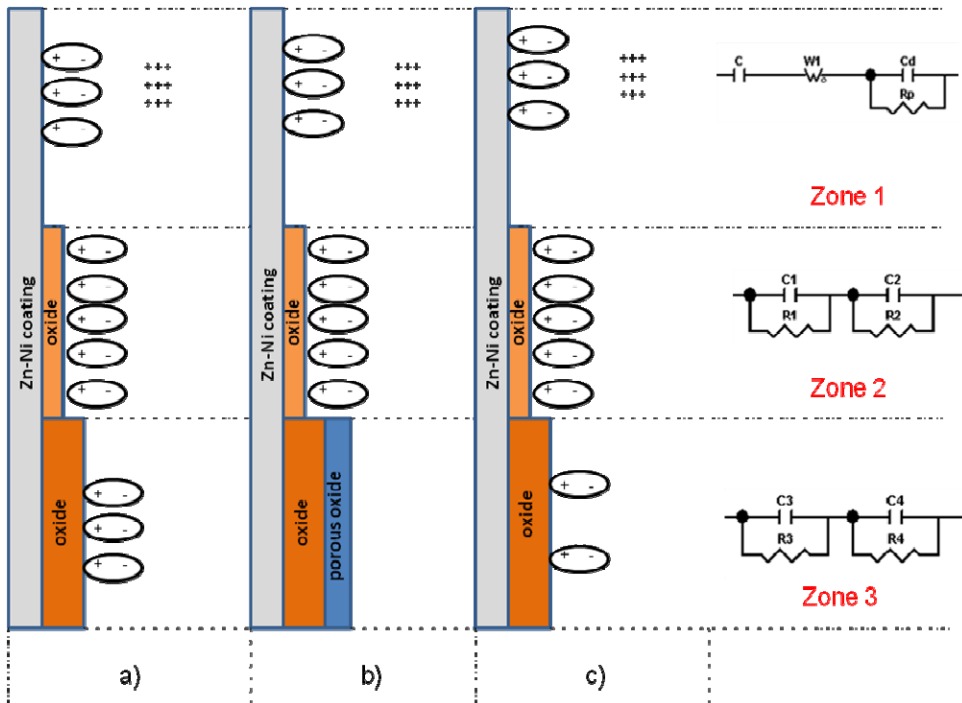 + - + - + -
+++ +++ +++
+ - + - + -
+++ +++ +++
+ - + - + -
+++ +++ +++
C W1 Cd
Rp
Zone 1
Zn-Ni coating
oxide
+ - + - + - + - + -
Zn-Ni coating
oxide
+ - + - + - + - + -
Zn-Ni coating
oxide
+ - + - + - + - + -
C1 C2
R1 R2
Zone 2
oxide
+ - + - + -
oxide
porous oxide
oxide
+ - + -
C3 C4
R3 R4
Zone 3
a) b) c)